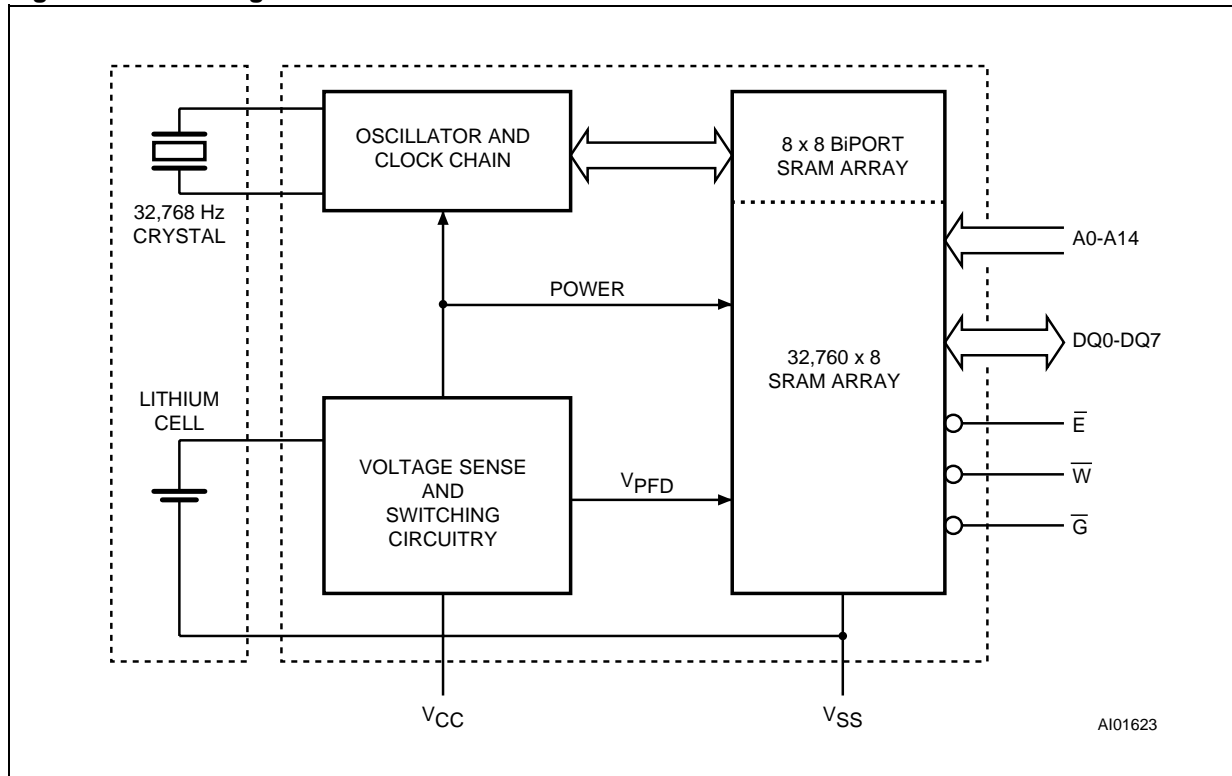 OSCILLATOR AND
CLOCK CHAIN
8 x 8 BiPORT
SRAM ARRAY
32,768 Hz
CRYSTAL
A0-A14
POWER
DQ0-DQ7
32,760 x 8
SRAM ARRAY
LITHIUM
CELL
E̅
VOLTAGE SENSE
AND
SWITCHING
CIRCUITRY
VPFD
W̅
G̅
VCC
VSS
AI01623